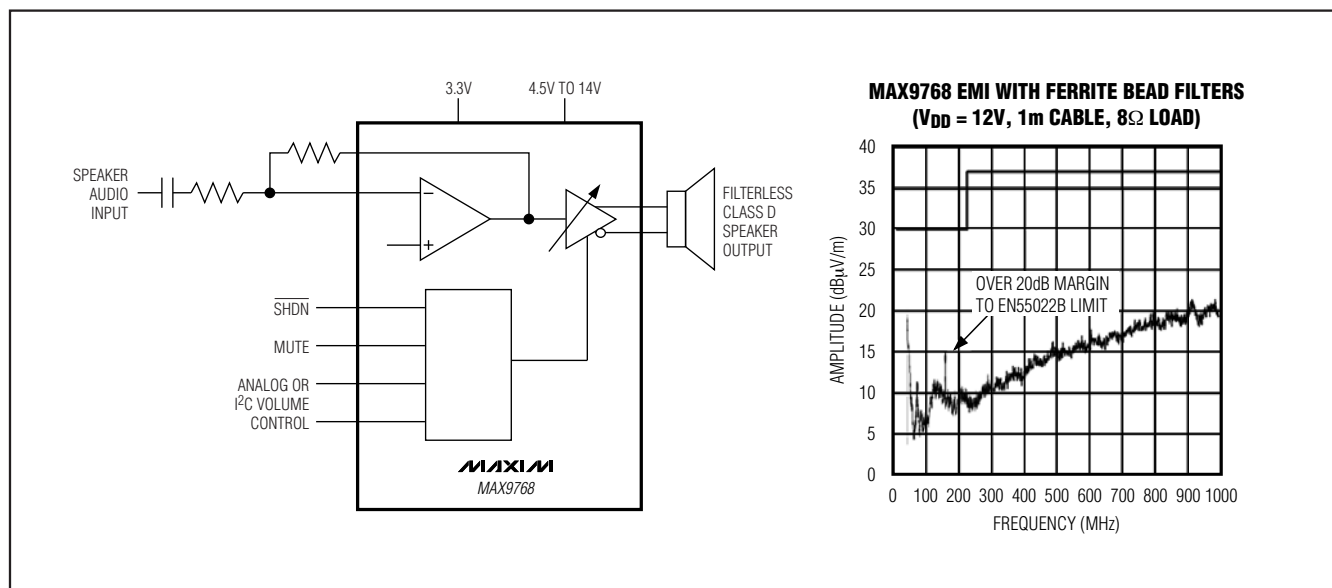 3.3V
4.5V TO 14V
SPEAKER
AUDIO
INPUT
−
+
FILTERLESS
CLASS D
SPEAKER
OUTPUT
SHDN
MUTE
ANALOG OR
I²C VOLUME
CONTROL
MAXIM
MAX9768
MAX9768 EMI WITH FERRITE BEAD FILTERS
(VDD = 12V, 1m CABLE, 8Ω LOAD)
AMPLITUDE (dBµV/m)
40
35
30
25
20
15
10
5
0
OVER 20dB MARGIN
TO EN55022B LIMIT
0 100 200 300 400 500 600 700 800 900 1000
FREQUENCY (MHz)